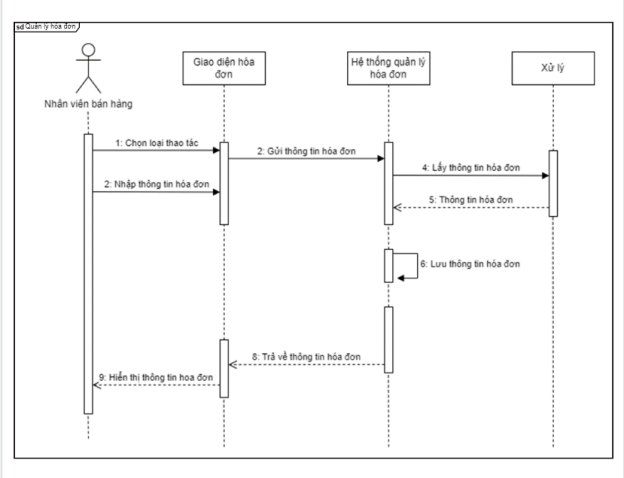 sd Quản lý hóa đơn
Giao diện hóa
đơn
Hệ thống quản lý
hóa đơn
Xử lý
Nhân viên bán hàng
1: Chọn loại thao tác
2: Gửi thông tin hóa đơn
4: Lấy thông tin hóa đơn
2: Nhập thông tin hóa đơn
5: Thông tin hóa đơn
6: Lưu thông tin hóa đơn
8: Trả về thông tin hóa đơn
9: Hiển thị thông tin hoa đơn